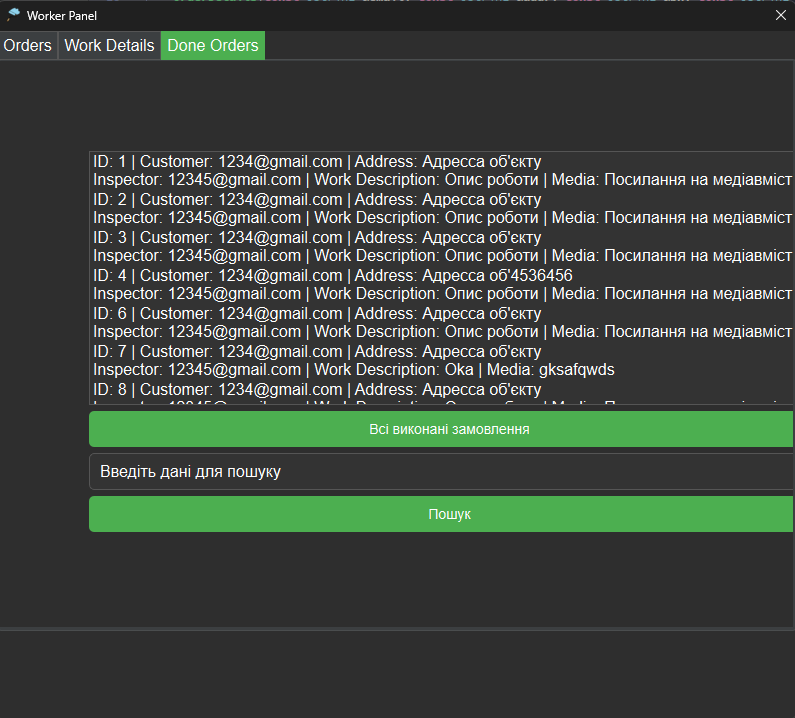 Worker Panel
Orders Work Details Done Orders
ID: 1 | Customer: 1234@gmail.com | Address: Адресса об'єкту
Inspector: 12345@gmail.com | Work Description: Опис роботи | Media: Посилання на медіавміст
ID: 2 | Customer: 1234@gmail.com | Address: Адресса об'єкту
Inspector: 12345@gmail.com | Work Description: Опис роботи | Media: Посилання на медіавміст
ID: 3 | Customer: 1234@gmail.com | Address: Адресса об'єкту
Inspector: 12345@gmail.com | Work Description: Опис роботи | Media: Посилання на медіавміст
ID: 4 | Customer: 1234@gmail.com | Address: Адресса об'4536456
Inspector: 12345@gmail.com | Work Description: Опис роботи | Media: Посилання на медіавміст
ID: 6 | Customer: 1234@gmail.com | Address: Адресса об'єкту
Inspector: 12345@gmail.com | Work Description: Опис роботи | Media: Посилання на медіавміст
ID: 7 | Customer: 1234@gmail.com | Address: Адресса об'єкту
Inspector: 12345@gmail.com | Work Description: Oka | Media: gksafqwds
ID: 8 | Customer: 1234@gmail.com | Address: Адресса об'єкту
Всі виконані замовлення
Введіть дані для пошуку
Пошук